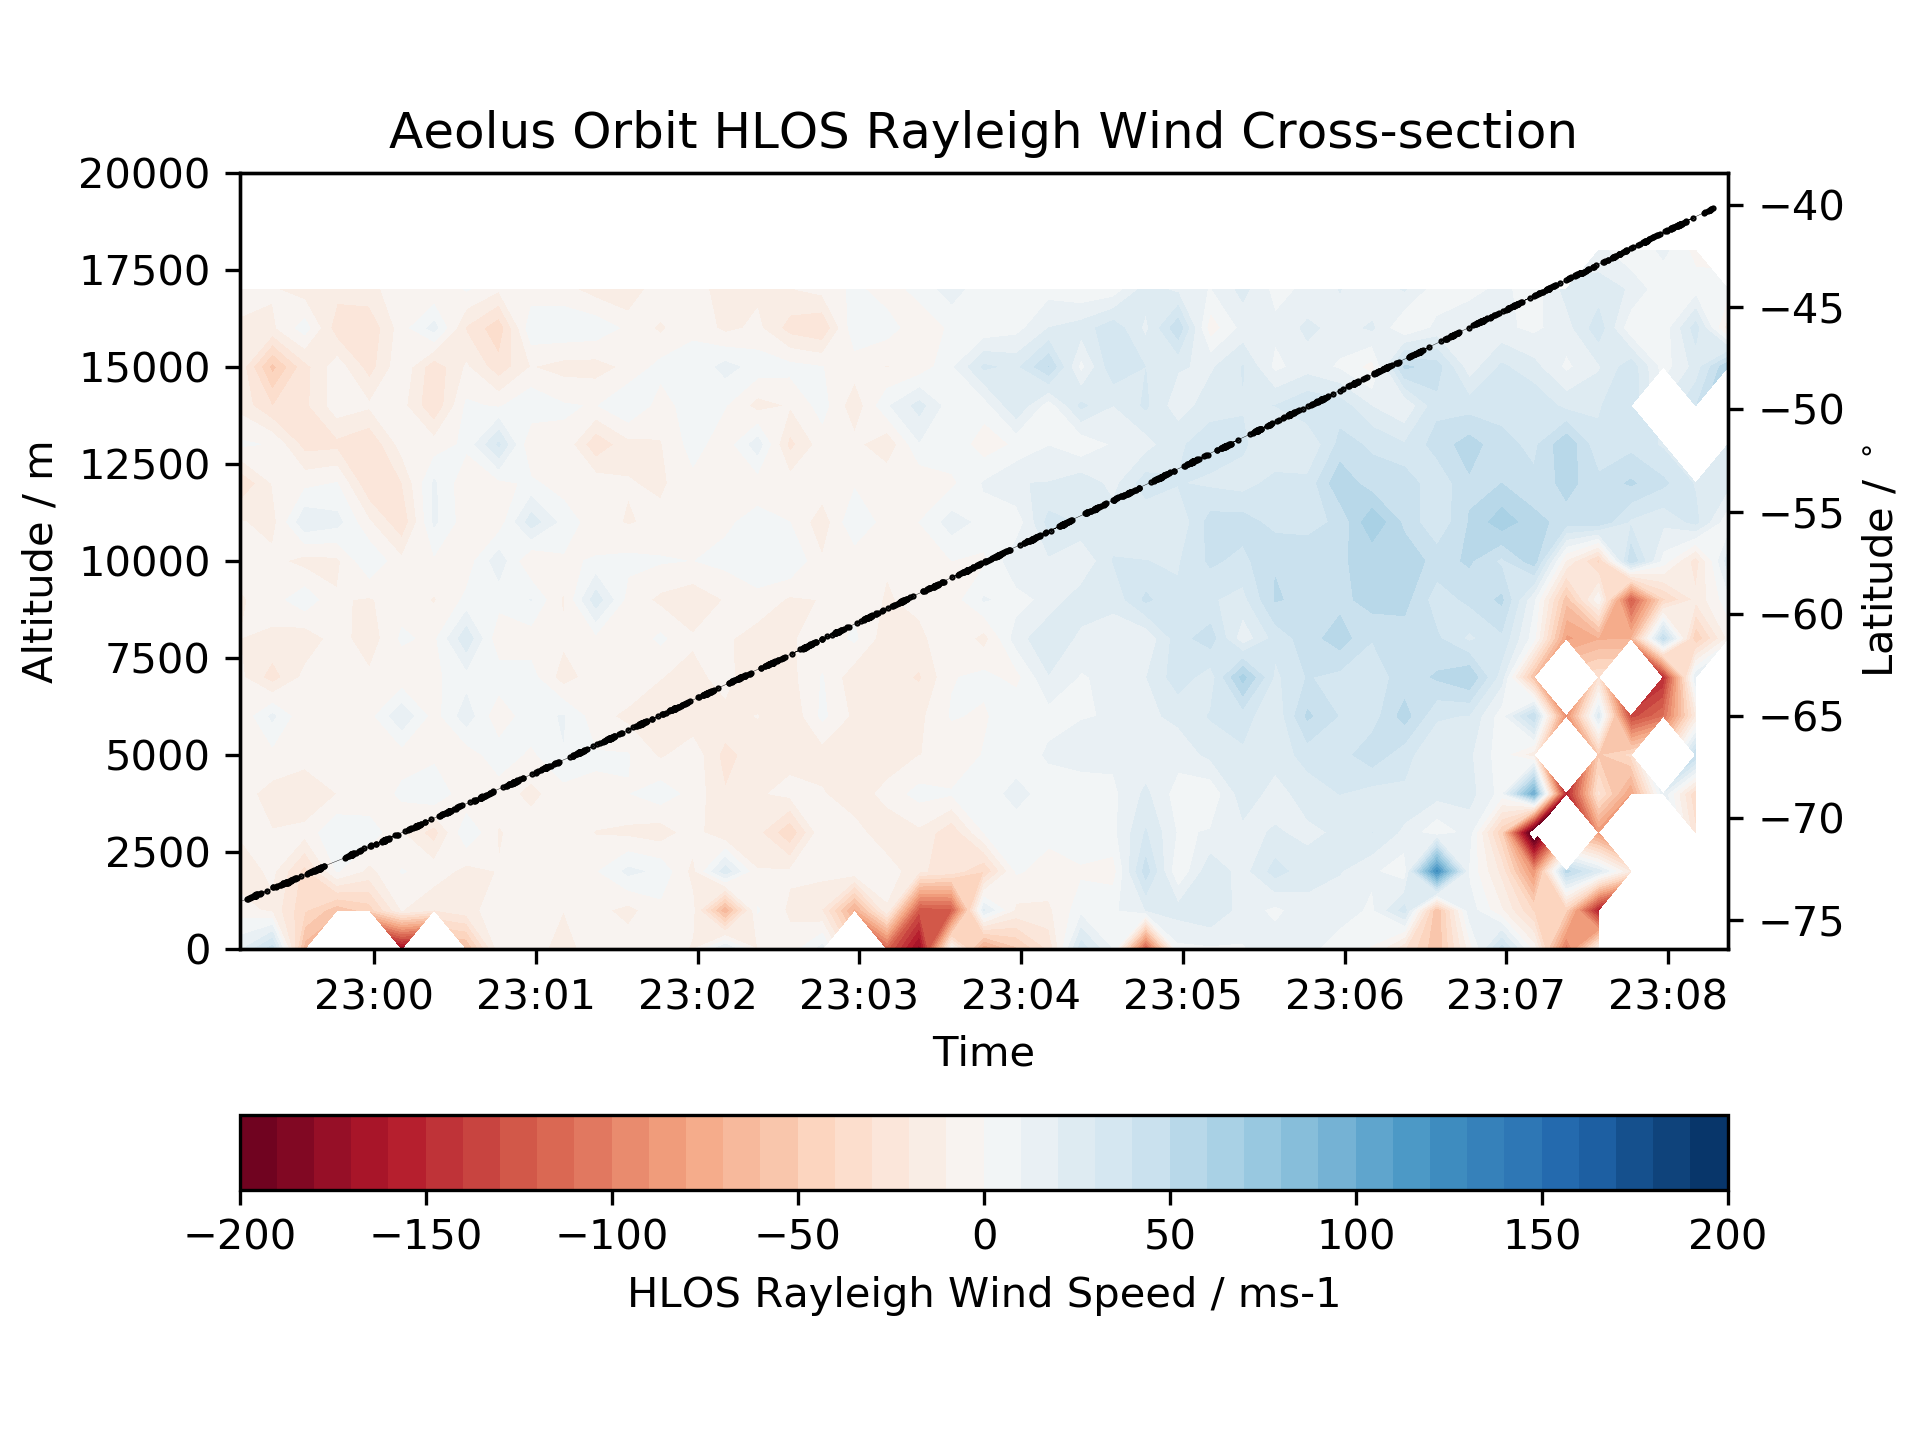 Aeolus Orbit HLOS Rayleigh Wind Cross-section
20000
17500
15000
12500
10000
7500
5000
2500
0
Altitude / m
−40
−45
−50
−55
−60
−65
−70
−75
Latitude / °
23:00 23:01 23:02 23:03 23:04 23:05 23:06 23:07 23:08
Time
−200 −150 −100 −50 0 50 100 150 200
HLOS Rayleigh Wind Speed / ms-1